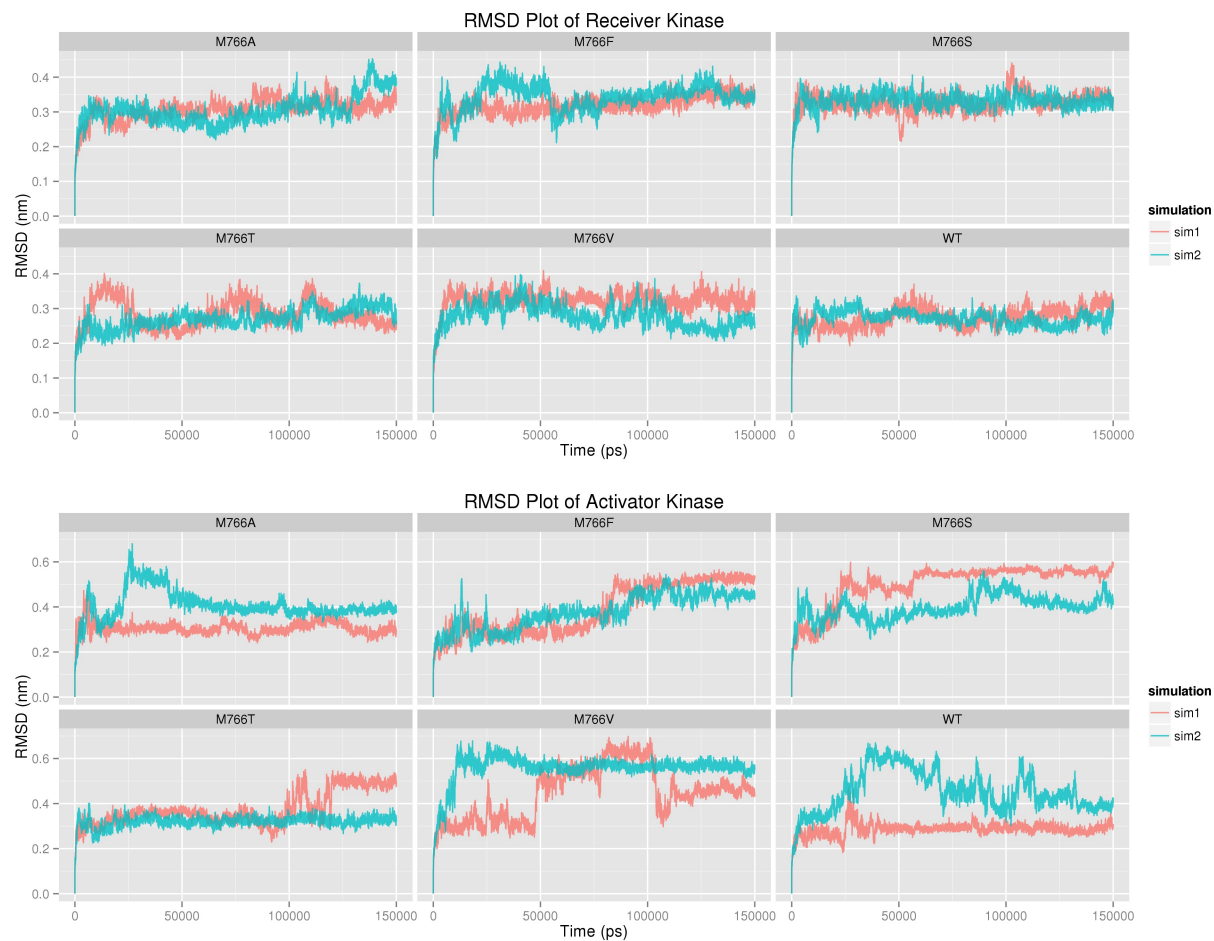 RMSD Plot of Receiver Kinase
M766A M766F M766S
0.4
0.3
0.2
0.1
0.0
RMSD (nm)
M766T M766V WT
0.4
0.3
0.2
0.1
0.0
0 50000 100000 150000 0 50000 100000 150000 0 50000 100000 150000
Time (ps)
simulation
sim1
sim2
RMSD Plot of Activator Kinase
M766A M766F M766S
0.6
0.4
0.2
0.0
RMSD (nm)
M766T M766V WT
0.6
0.4
0.2
0.0
0 50000 100000 150000 0 50000 100000 150000 0 50000 100000 150000
Time (ps)
simulation
sim1
sim2